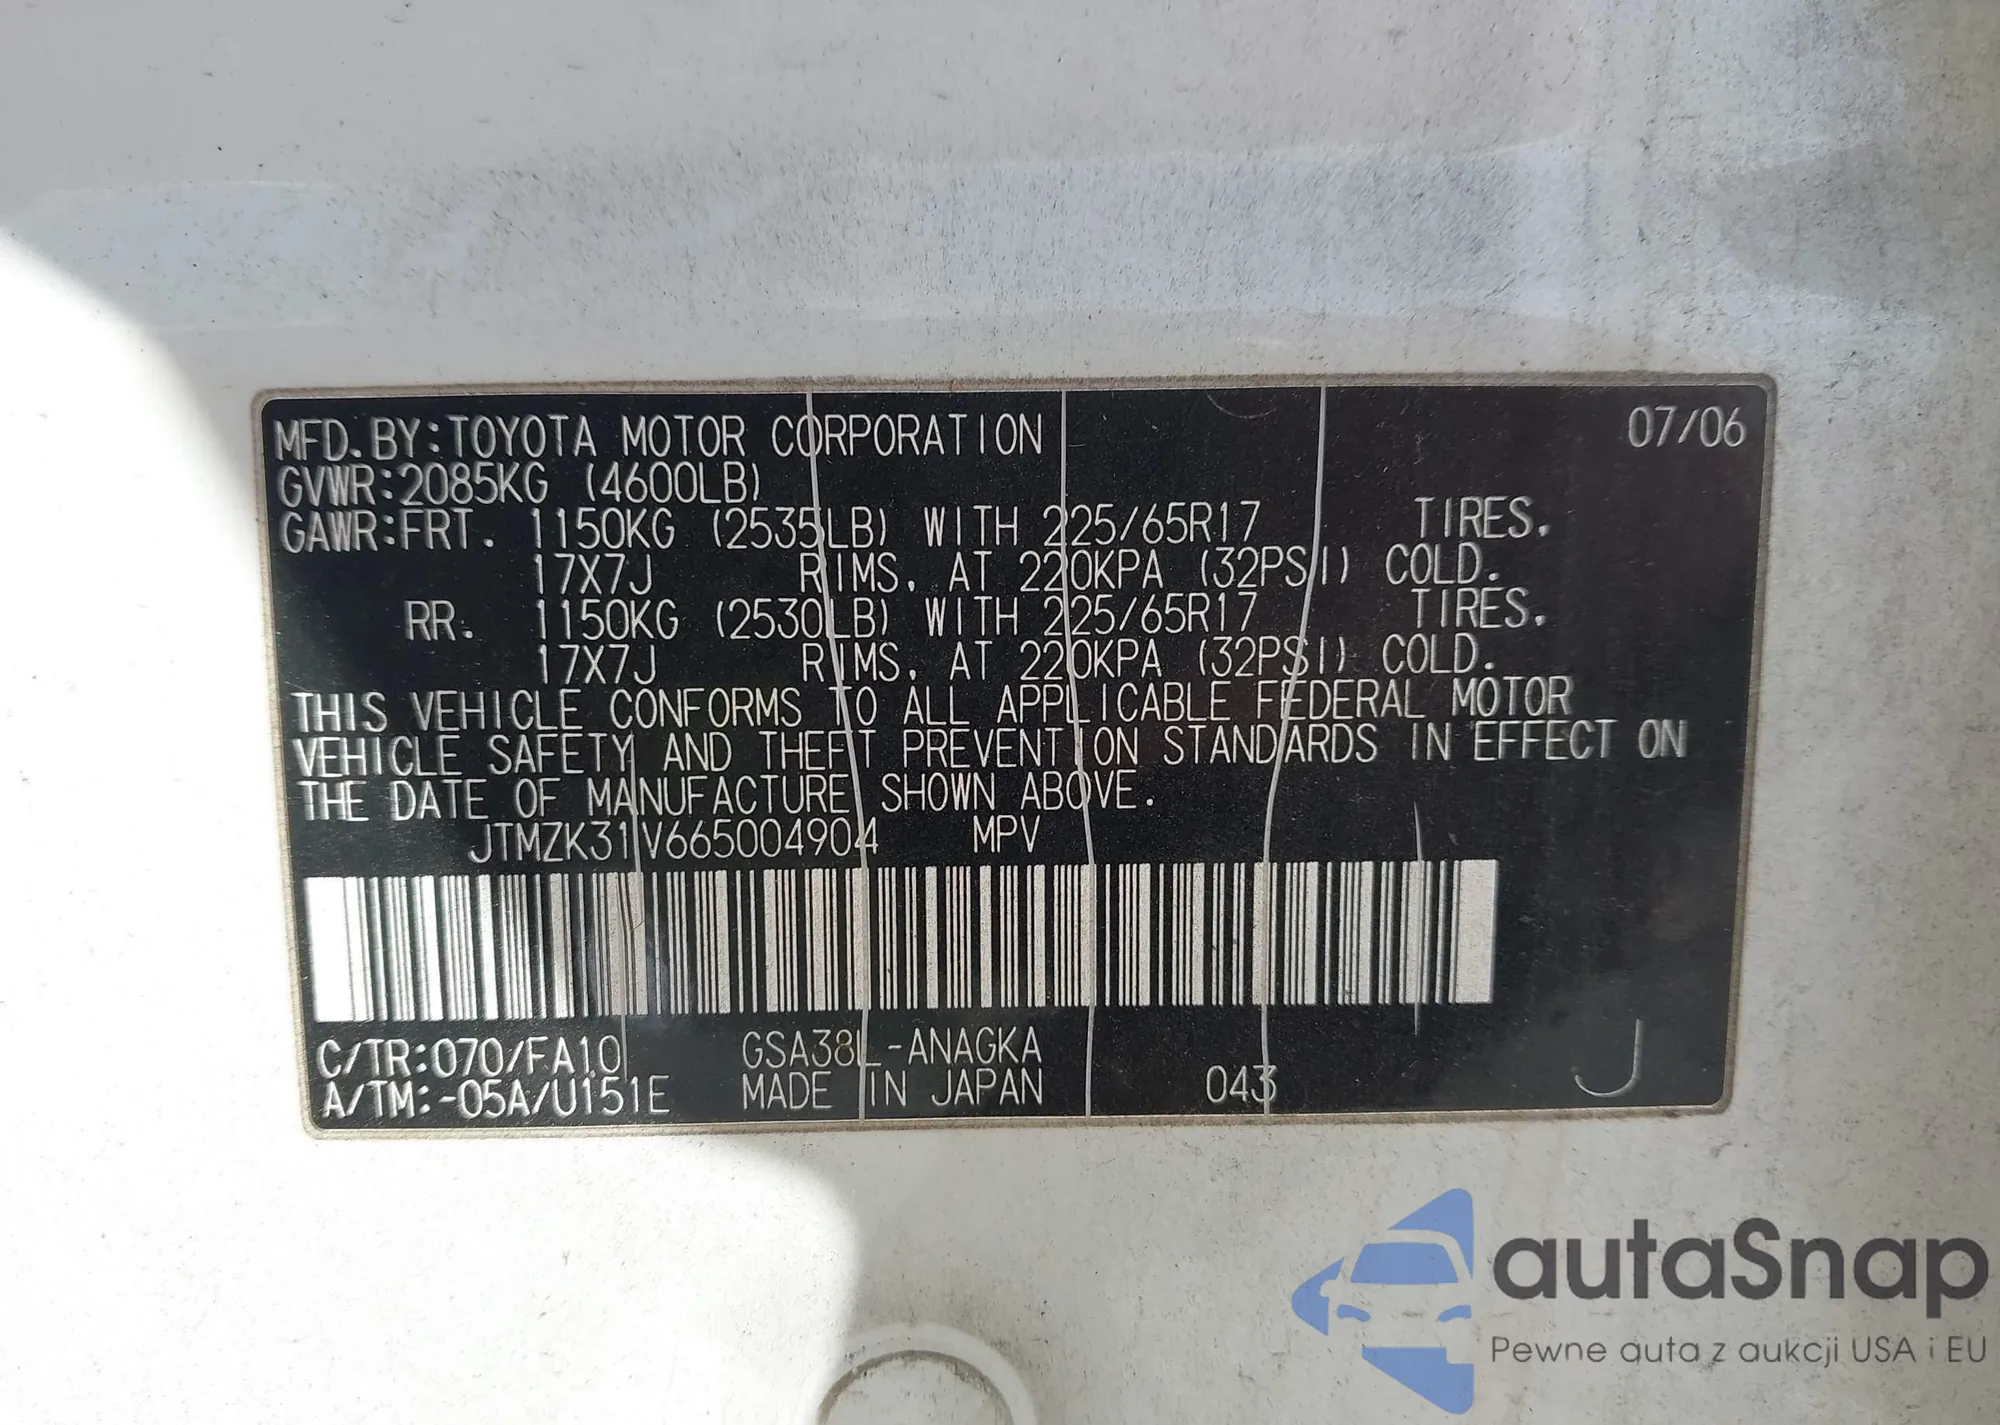 MFD. BY: TOYOTA MOTOR CORPORATION 07/06
GVWR: 2085KG (4600LB)
GAWR: FRT. 1150KG (2535LB) WITH 225/65R17 TIRES.
17X7J RIMS, AT 220KPA (32PSI) COLD.
RR. 1150KG (2530LB) WITH 225/65R17 TIRES.
17X7J RIMS, AT 220KPA (32PSI) COLD.
THIS VEHICLE CONFORMS TO ALL APPLICABLE FEDERAL MOTOR
VEHICLE SAFETY AND THEFT PREVENTION STANDARDS IN EFFECT ON
THE DATE OF MANUFACTURE SHOWN ABOVE.
JTMZK31V665004904 MPV
C/TR: 070/FA10 GSA38L-ANAGKA
A/TM: -05A/U151E MADE IN JAPAN 043 J
autaSnap
Pewne auta z aukcji USA i EU